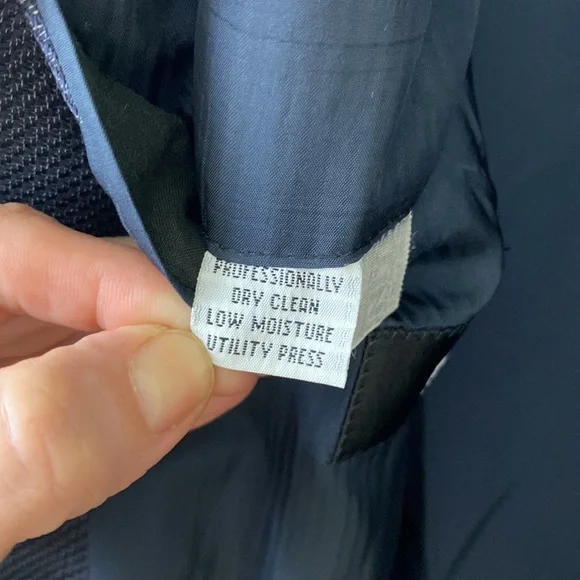 PROFESSIONALLY
DRY CLEAN
LOW MOISTURE
UTILITY PRESS